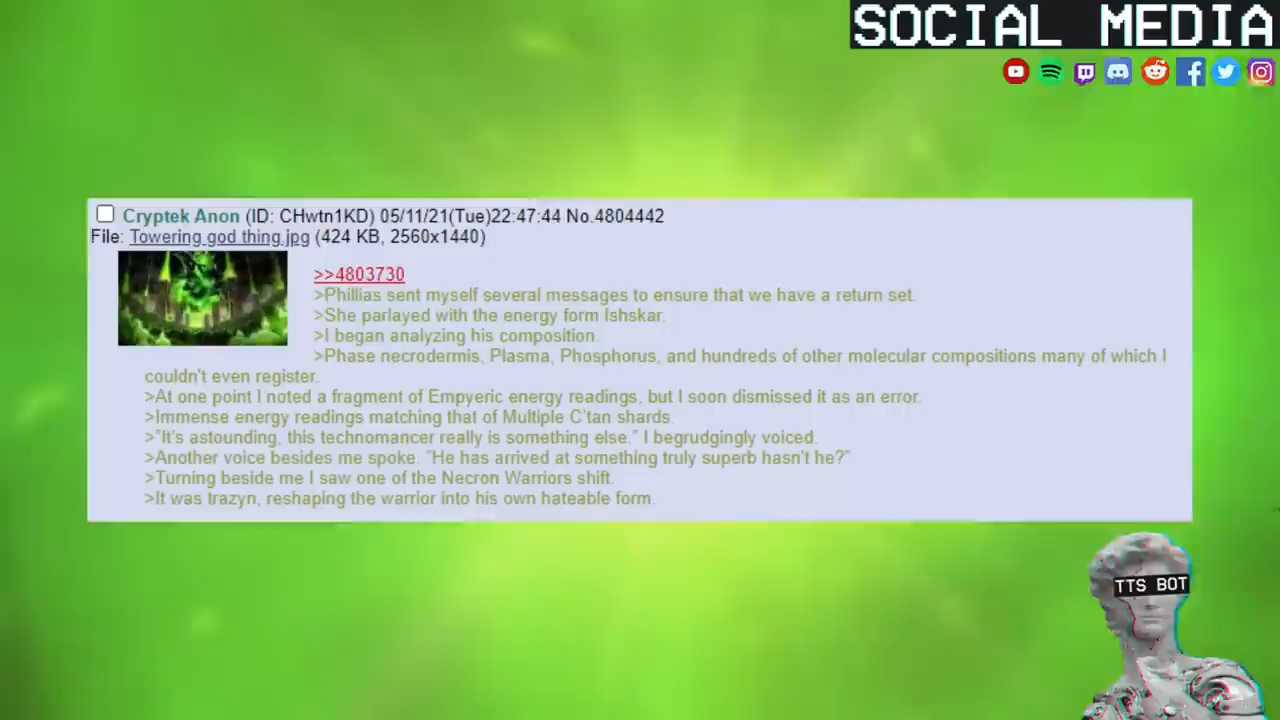 SOCIAL MEDIA
Cryptek Anon (ID: CHwtn1KD) 05/11/21(Tue)22:47:44 No.4804442
File: Towering god thing.jpg (424 KB, 2560x1440)
>>4803730
>Phillias sent myself several messages to ensure that we have a return set.
>She parlayed with the energy form Ishskar.
>I began analyzing his composition.
>Phase necrodermis, Plasma, Phosphorus, and hundreds of other molecular compositions many of which I
couldn't even register.
>At one point I noted a fragment of Empyeric energy readings, but I soon dismissed it as an error.
>Immense energy readings matching that of Multiple C'tan shards.
>"It's astounding, this technomancer really is something else." I begrudgingly voiced.
>Another voice besides me spoke. "He has arrived at something truly superb hasn't he?"
>Turning beside me I saw one of the Necron Warriors shift.
>It was trazyn, reshaping the warrior into his own hateable form.
TTS BOT